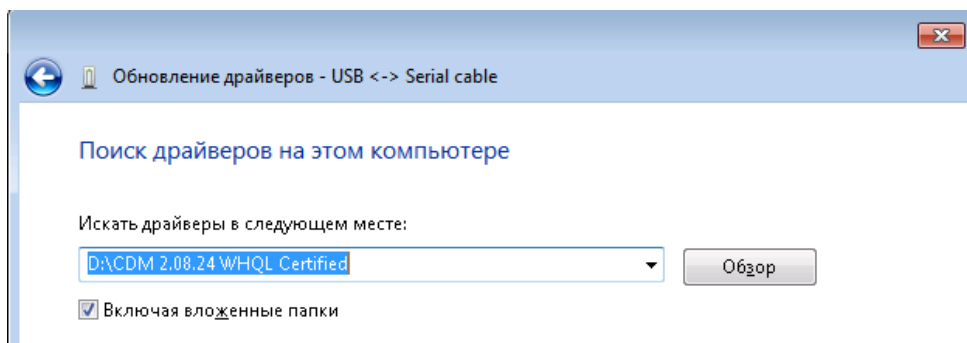 Обновление драйверов - USB <-> Serial cable
Поиск драйверов на этом компьютере
Искать драйверы в следующем месте:
D:\CDM 2.08.24 WHQL Certified
Обзор
Включая вложенные папки